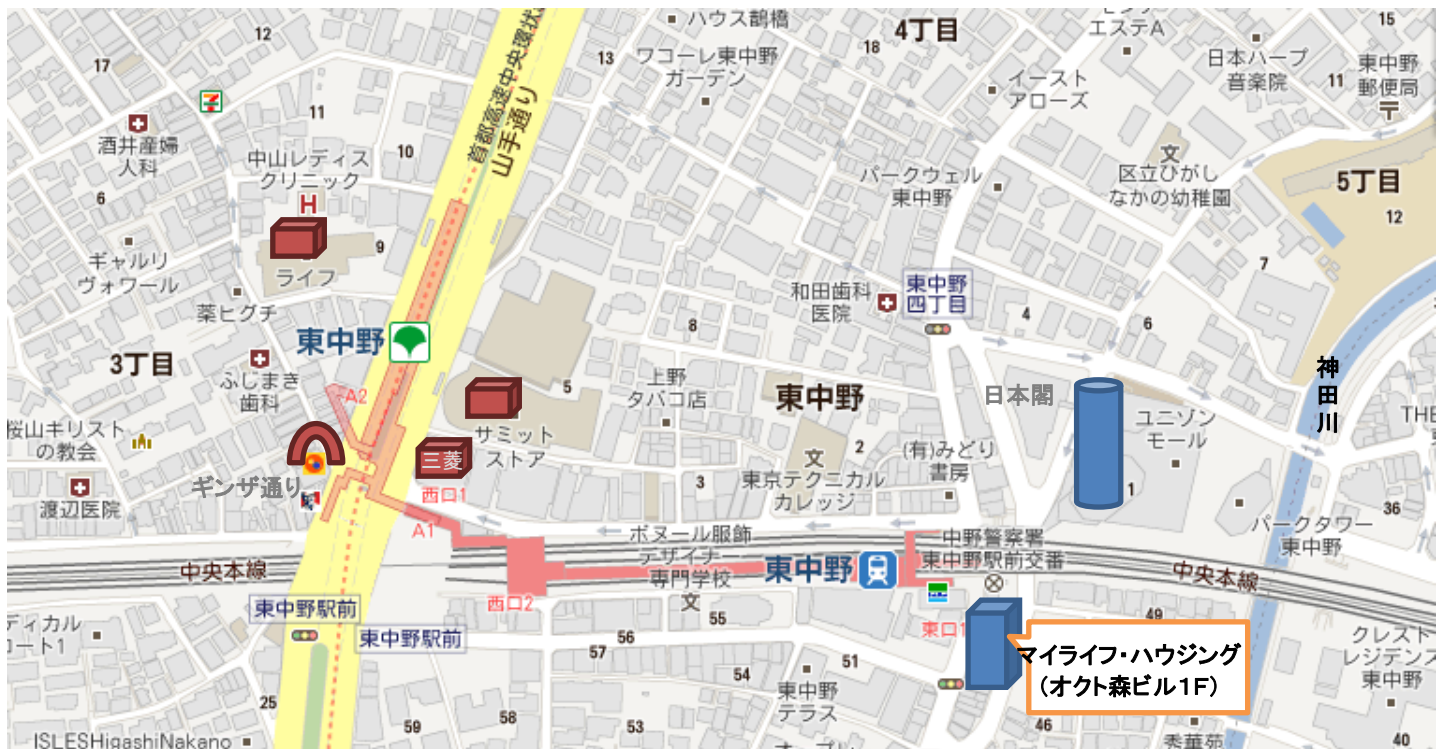 ハウス鶴橋
4丁目
エステA
日本ハープ
音楽院
15
12
17
13
18
11
ワコーレ東中野
ガーデン
イースト
アローズ
東中野
郵便局
首都高速中央環状
山手通り
11
酒井産婦
人科
中山レディス
クリニック
10
6
H
9
ライフ
ギャルリ
ヴォワール
薬ヒグチ
パークウェル
東中野
文
区立ひがし
なかの幼稚園
5丁目
12
7
東中野
四丁目
和田歯科
医院
8
4
6
東中野
3丁目
ふじまき
歯科
A2
5
上野
タバコ店
東中野
日本閣
神田川
サミット
ストア
三菱
ユニゾン
モール
桜山キリスト
の教会
ギンザ通り
渡辺医院
西口1
A1
3
文
2
東京テクニカル
カレッジ
(有)みどり
書房
1
36
パークタワー
東中野
中央本線
ボヌール服飾
デザイナー
専門学校
文
東中野
中野警察署
東中野駅前交番
中央本線
西口2
東中野駅前
東中野駅前
55
56
57
54
51
49
東口1
マイライフ・ハウジング
(オクト森ビル1F)
クレスト
レジデンス
東中野
東中野
テラス
25
59
58
53
46
秀華苑
40
ISLESHigashiNakano